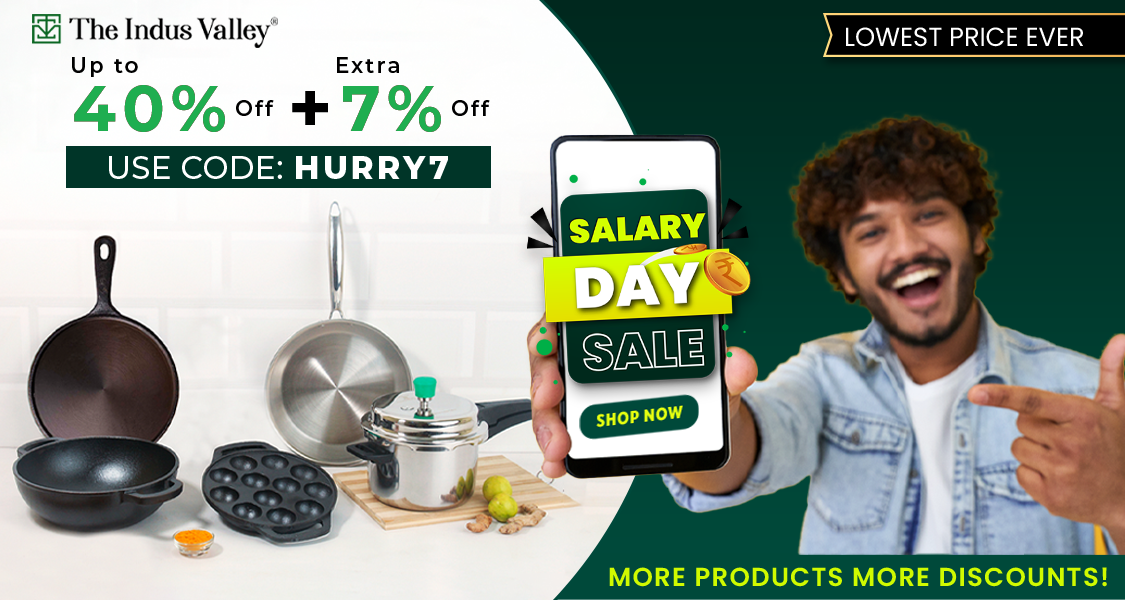 The Indus Valley®
Up to
40% Off
+
Extra
7% Off
USE CODE: HURRY7
LOWEST PRICE EVER
SALARY
DAY
₹
SALE
SHOP NOW
MORE PRODUCTS MORE DISCOUNTS!